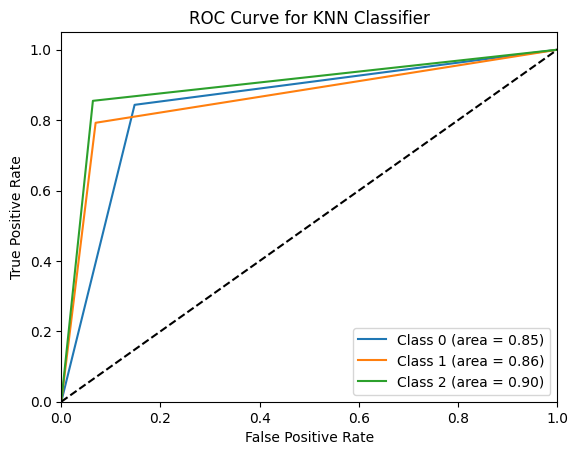 ROC Curve for KNN Classifier
1.0
0.8
0.6
0.4
0.2
0.0
True Positive Rate
Class 0 (area = 0.85)
Class 1 (area = 0.86)
Class 2 (area = 0.90)
0.0 0.2 0.4 0.6 0.8 1.0
False Positive Rate